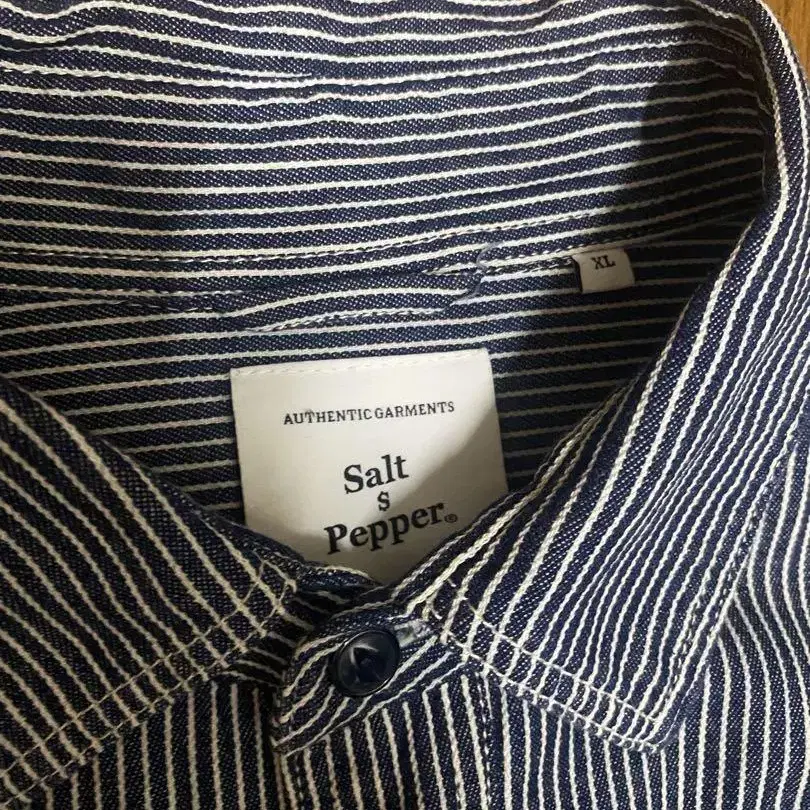 XL
AUTHENTIC GARMENTS
Salt
$
Pepper®